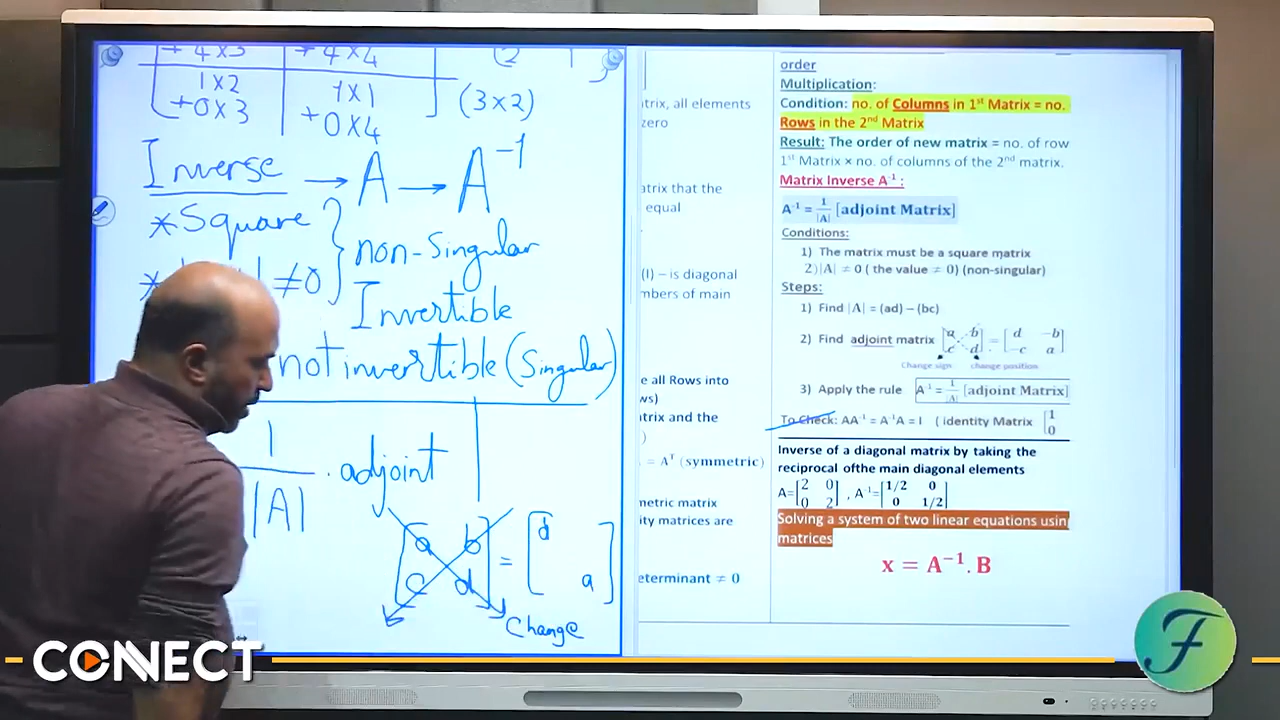 + 4x3 + 4x4
1x2 1x1
+0x3 +0x4
(2 1)
(3x2)
Inverse → A → A⁻¹
*Square
* ≠0
non-Singular
Invertible
not invertible (Singular)
1
|A| . adjoint
[a b
c d] = [d
a]
Change
trix, all elements
zero
atrix that the
equal
(I) – is diagonal
mbers of main
e all Rows into
ws)
trix and the
)
= Aᵀ (symmetric)
metric matrix
ity matrices are
eterminant ≠ 0
order
Multiplication:
Condition: no. of Columns in 1ˢᵗ Matrix = no.
Rows in the 2ⁿᵈ Matrix
Result: The order of new matrix = no. of row
1ˢᵗ Matrix × no. of columns of the 2ⁿᵈ matrix.
Matrix Inverse A⁻¹ :
A⁻¹ = 1/|A| [adjoint Matrix]
Conditions:
1) The matrix must be a square matrix
2)|A| ≠ 0 ( the value ≠ 0) (non-singular)
Steps:
1) Find |A| = (ad) – (bc)
2) Find adjoint matrix [a b
c d] = [d −b
−c a]
Change sign change position
3) Apply the rule A⁻¹ = 1/|A| [adjoint Matrix]
To Check: AA⁻¹ = A⁻¹A = I ( identity Matrix [1
0
Inverse of a diagonal matrix by taking the
reciprocal ofthe main diagonal elements
A=[2 0
0 2] , A⁻¹=[1/2 0
0 1/2]
Solving a system of two linear equations using
matrices
x = A⁻¹. B
CONECT
F